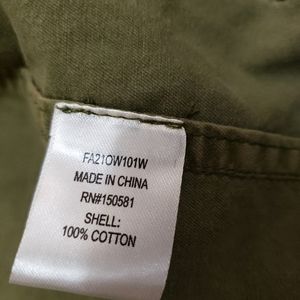 FA21OW101W
MADE IN CHINA
RN#150581
SHELL:
100% COTTON